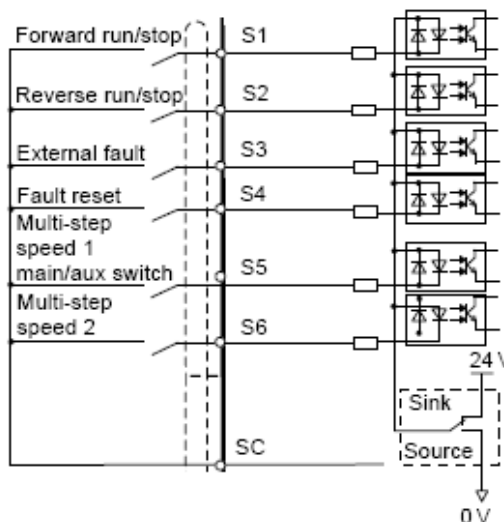 Forward run/stop
S1
Reverse run/stop
S2
External fault
S3
Fault reset
S4
Multi-step
speed 1
main/aux switch
S5
Multi-step
speed 2
S6
24 V
Sink
Source
SC
0 V